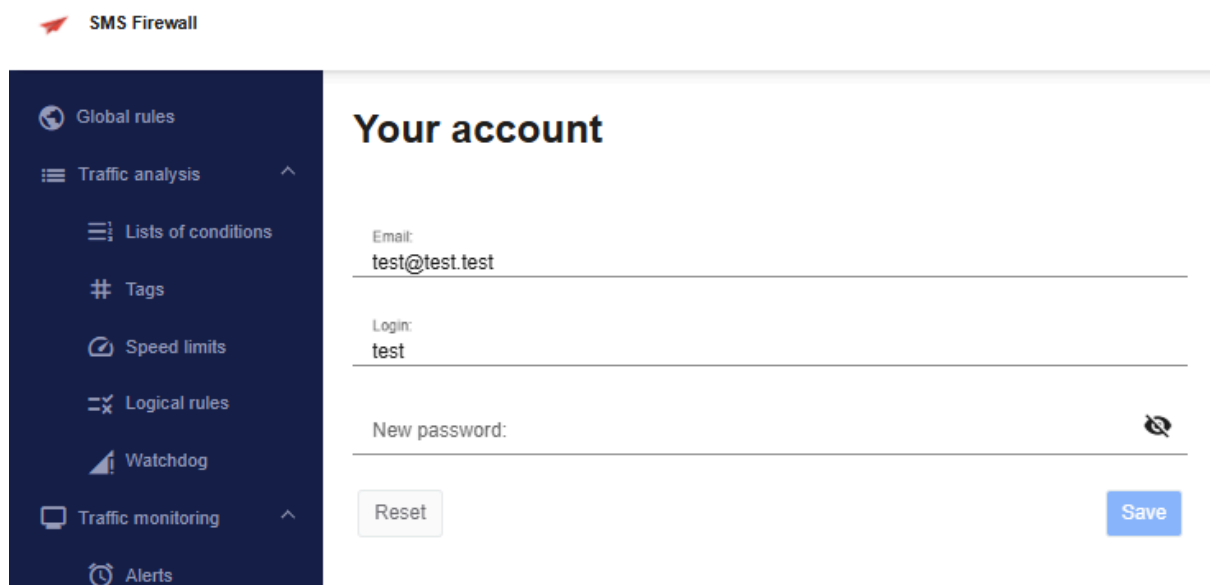 SMS Firewall
Global rules
Traffic analysis
Lists of conditions
Tags
Speed limits
Logical rules
Watchdog
Traffic monitoring
Alerts
Your account
Email:
test@test.test
Login:
test
New password:
Reset
Save